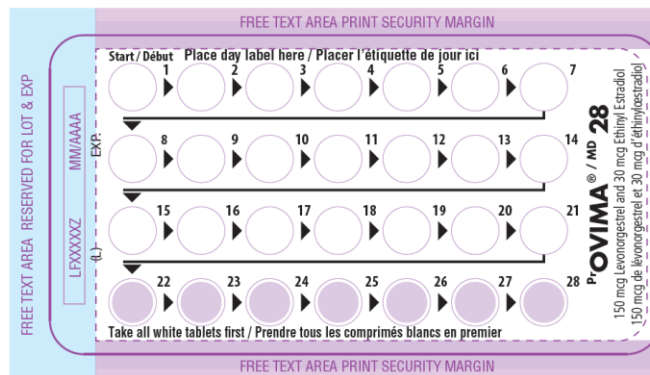 FREE TEXT AREA PRINT SECURITY MARGIN
Start / Début Place day label here / Placer l'étiquette de jour ici
1 2 3 4 5 6 7
8 9 10 11 12 13 14
15 16 17 18 19 20 21
22 23 24 25 26 27 28
Take all white tablets first / Prendre tous les comprimés blancs en premier
FREE TEXT AREA PRINT SECURITY MARGIN
FREE TEXT AREA RESERVED FOR LOT & EXP
LFXXXXXZ MM/AAAA
(L) EXP.
Pr OVIMA® / MD 28
150 mcg Levonorgestrel and 30 mcg Ethinyl Estradiol
150 mcg de lévonorgestrel et 30 mcg d'éthinylœstradiol